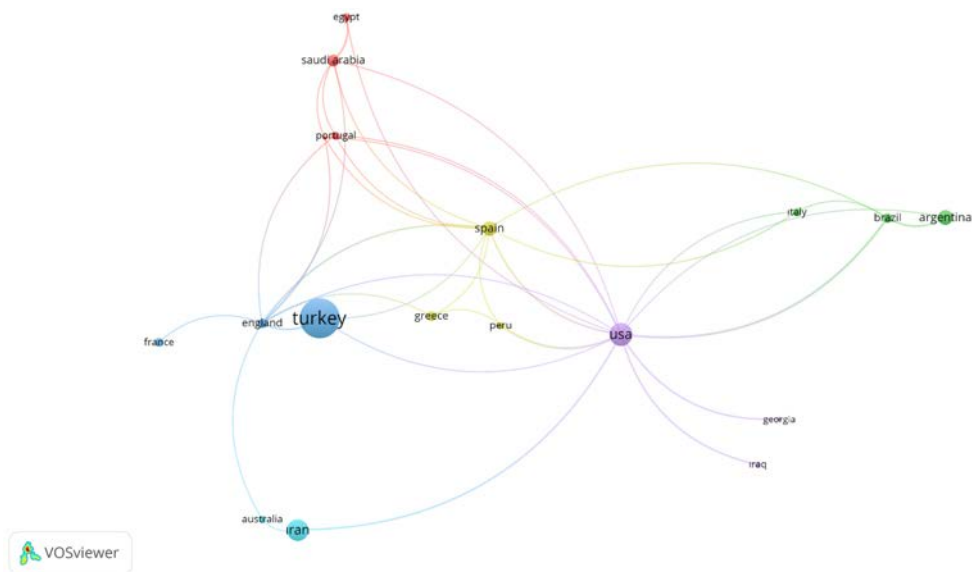 egypt
saudi arabia
portugal
italy
brazil
argentina
spain
england
turkey
greece
peru
usa
france
georgia
iraq
australia
iran
VOSviewer